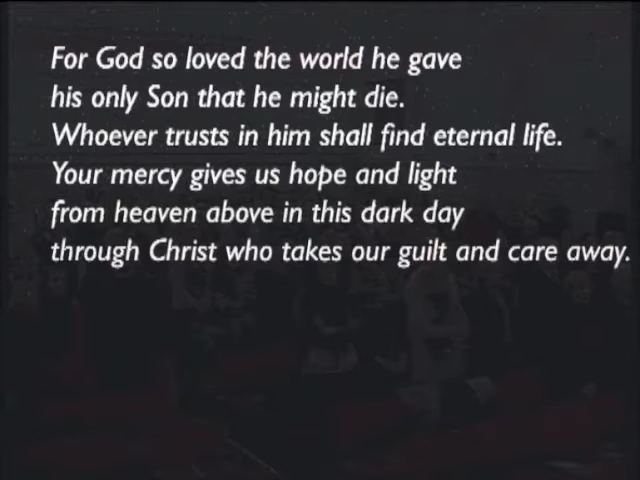 For God so loved the world he gave
his only Son that he might die.
Whoever trusts in him shall find eternal life.
Your mercy gives us hope and light
from heaven above in this dark day
through Christ who takes our guilt and care away.